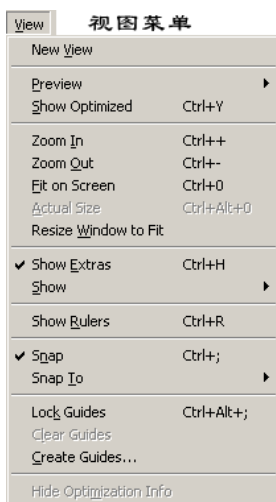 View 视图菜单
New View
Preview
Show Optimized Ctrl+Y
Zoom In Ctrl++
Zoom Out Ctrl+-
Fit on Screen Ctrl+0
Actual Size Ctrl+Alt+0
Resize Window to Fit
Show Extras Ctrl+H
Show
Show Rulers Ctrl+R
Snap Ctrl+;
Snap To
Lock Guides Ctrl+Alt+;
Clear Guides
Create Guides...
Hide Optimization Info